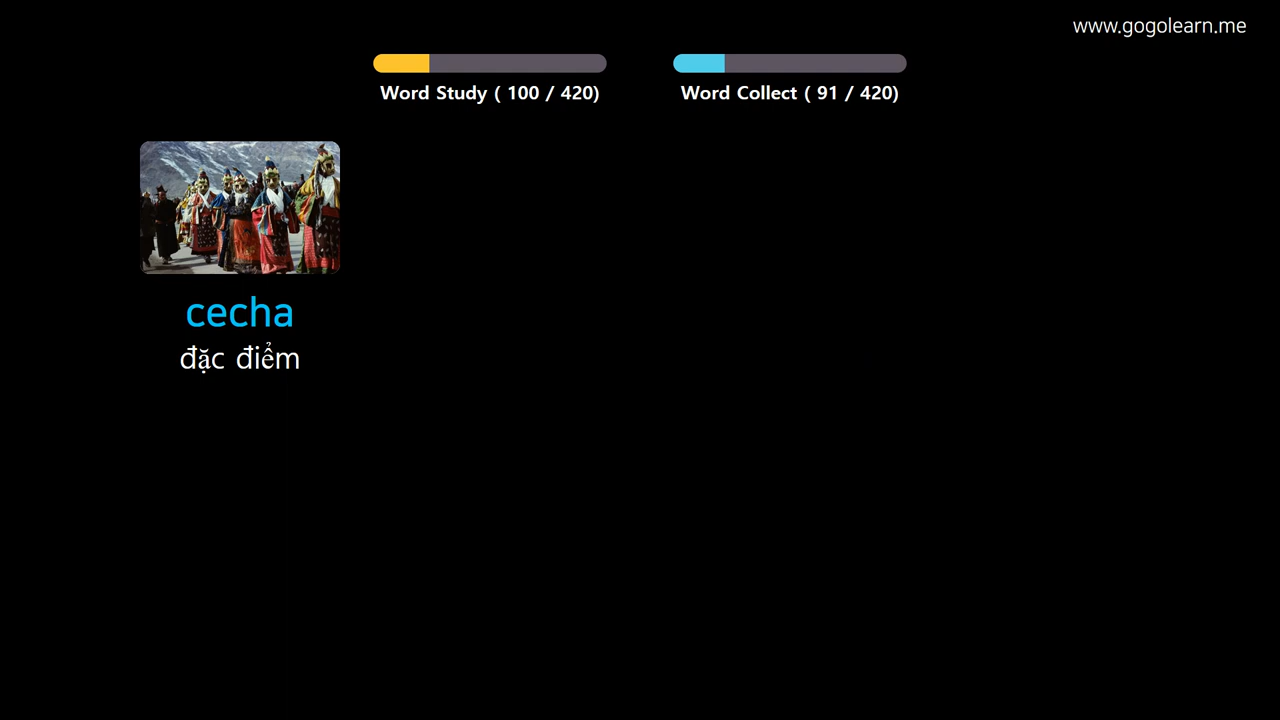 www.gogolearn.me
Word Study ( 100 / 420)
Word Collect ( 91 / 420)
cecha
đặc điểm